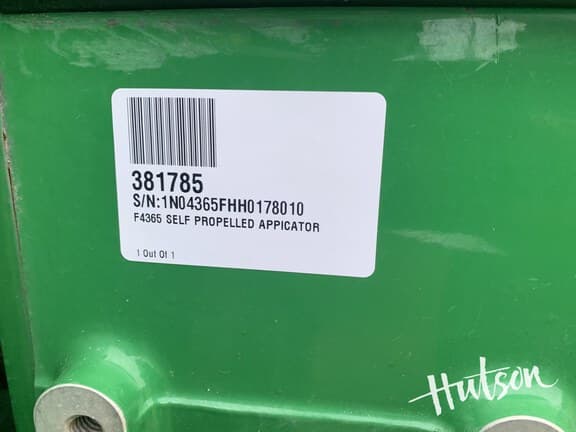 381785
S/N:1N04365FHH0178010
F4365 SELF PROPELLED APPICATOR
1 Out Of 1
Hutson